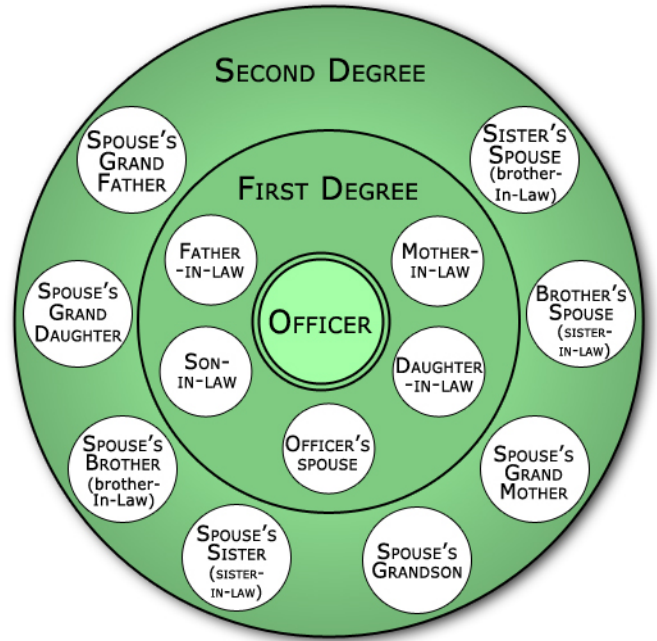 SECOND DEGREE
SPOUSE'S
GRAND
FATHER
SISTER'S
SPOUSE
(brother-
In-Law)
FIRST DEGREE
FATHER
-IN-LAW
MOTHER-
IN-LAW
SPOUSE'S
GRAND
DAUGHTER
OFFICER
BROTHER'S
SPOUSE
(SISTER-
IN-LAW)
SON-
IN-LAW
DAUGHTER
-IN-LAW
SPOUSE'S
BROTHER
(brother-
In-Law)
OFFICER'S
SPOUSE
SPOUSE'S
GRAND
MOTHER
SPOUSE'S
SISTER
(SISTER-
IN-LAW)
SPOUSE'S
GRANDSON